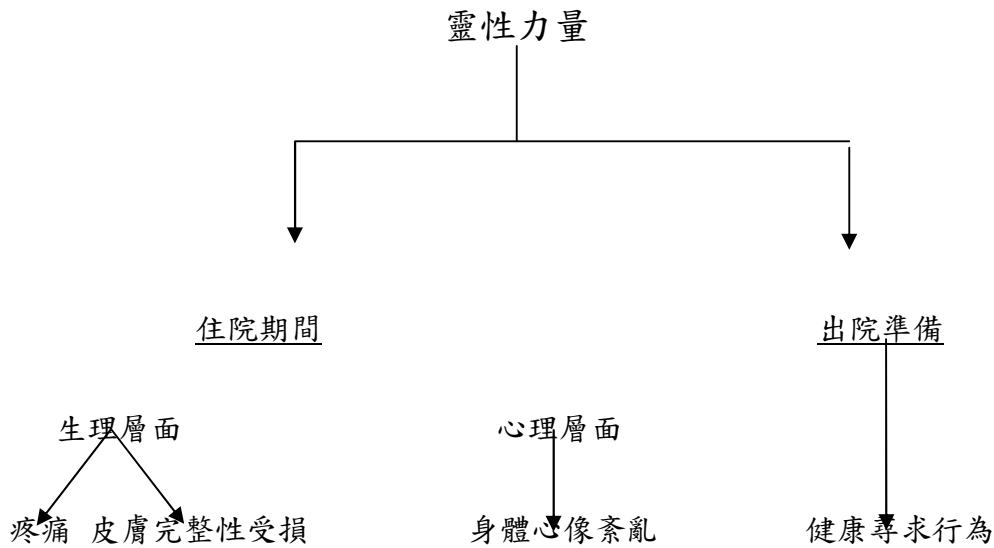 靈性力量
住院期間
出院準備
生理層面
心理層面
疼痛 皮膚完整性受損
身體心像紊亂
健康尋求行為